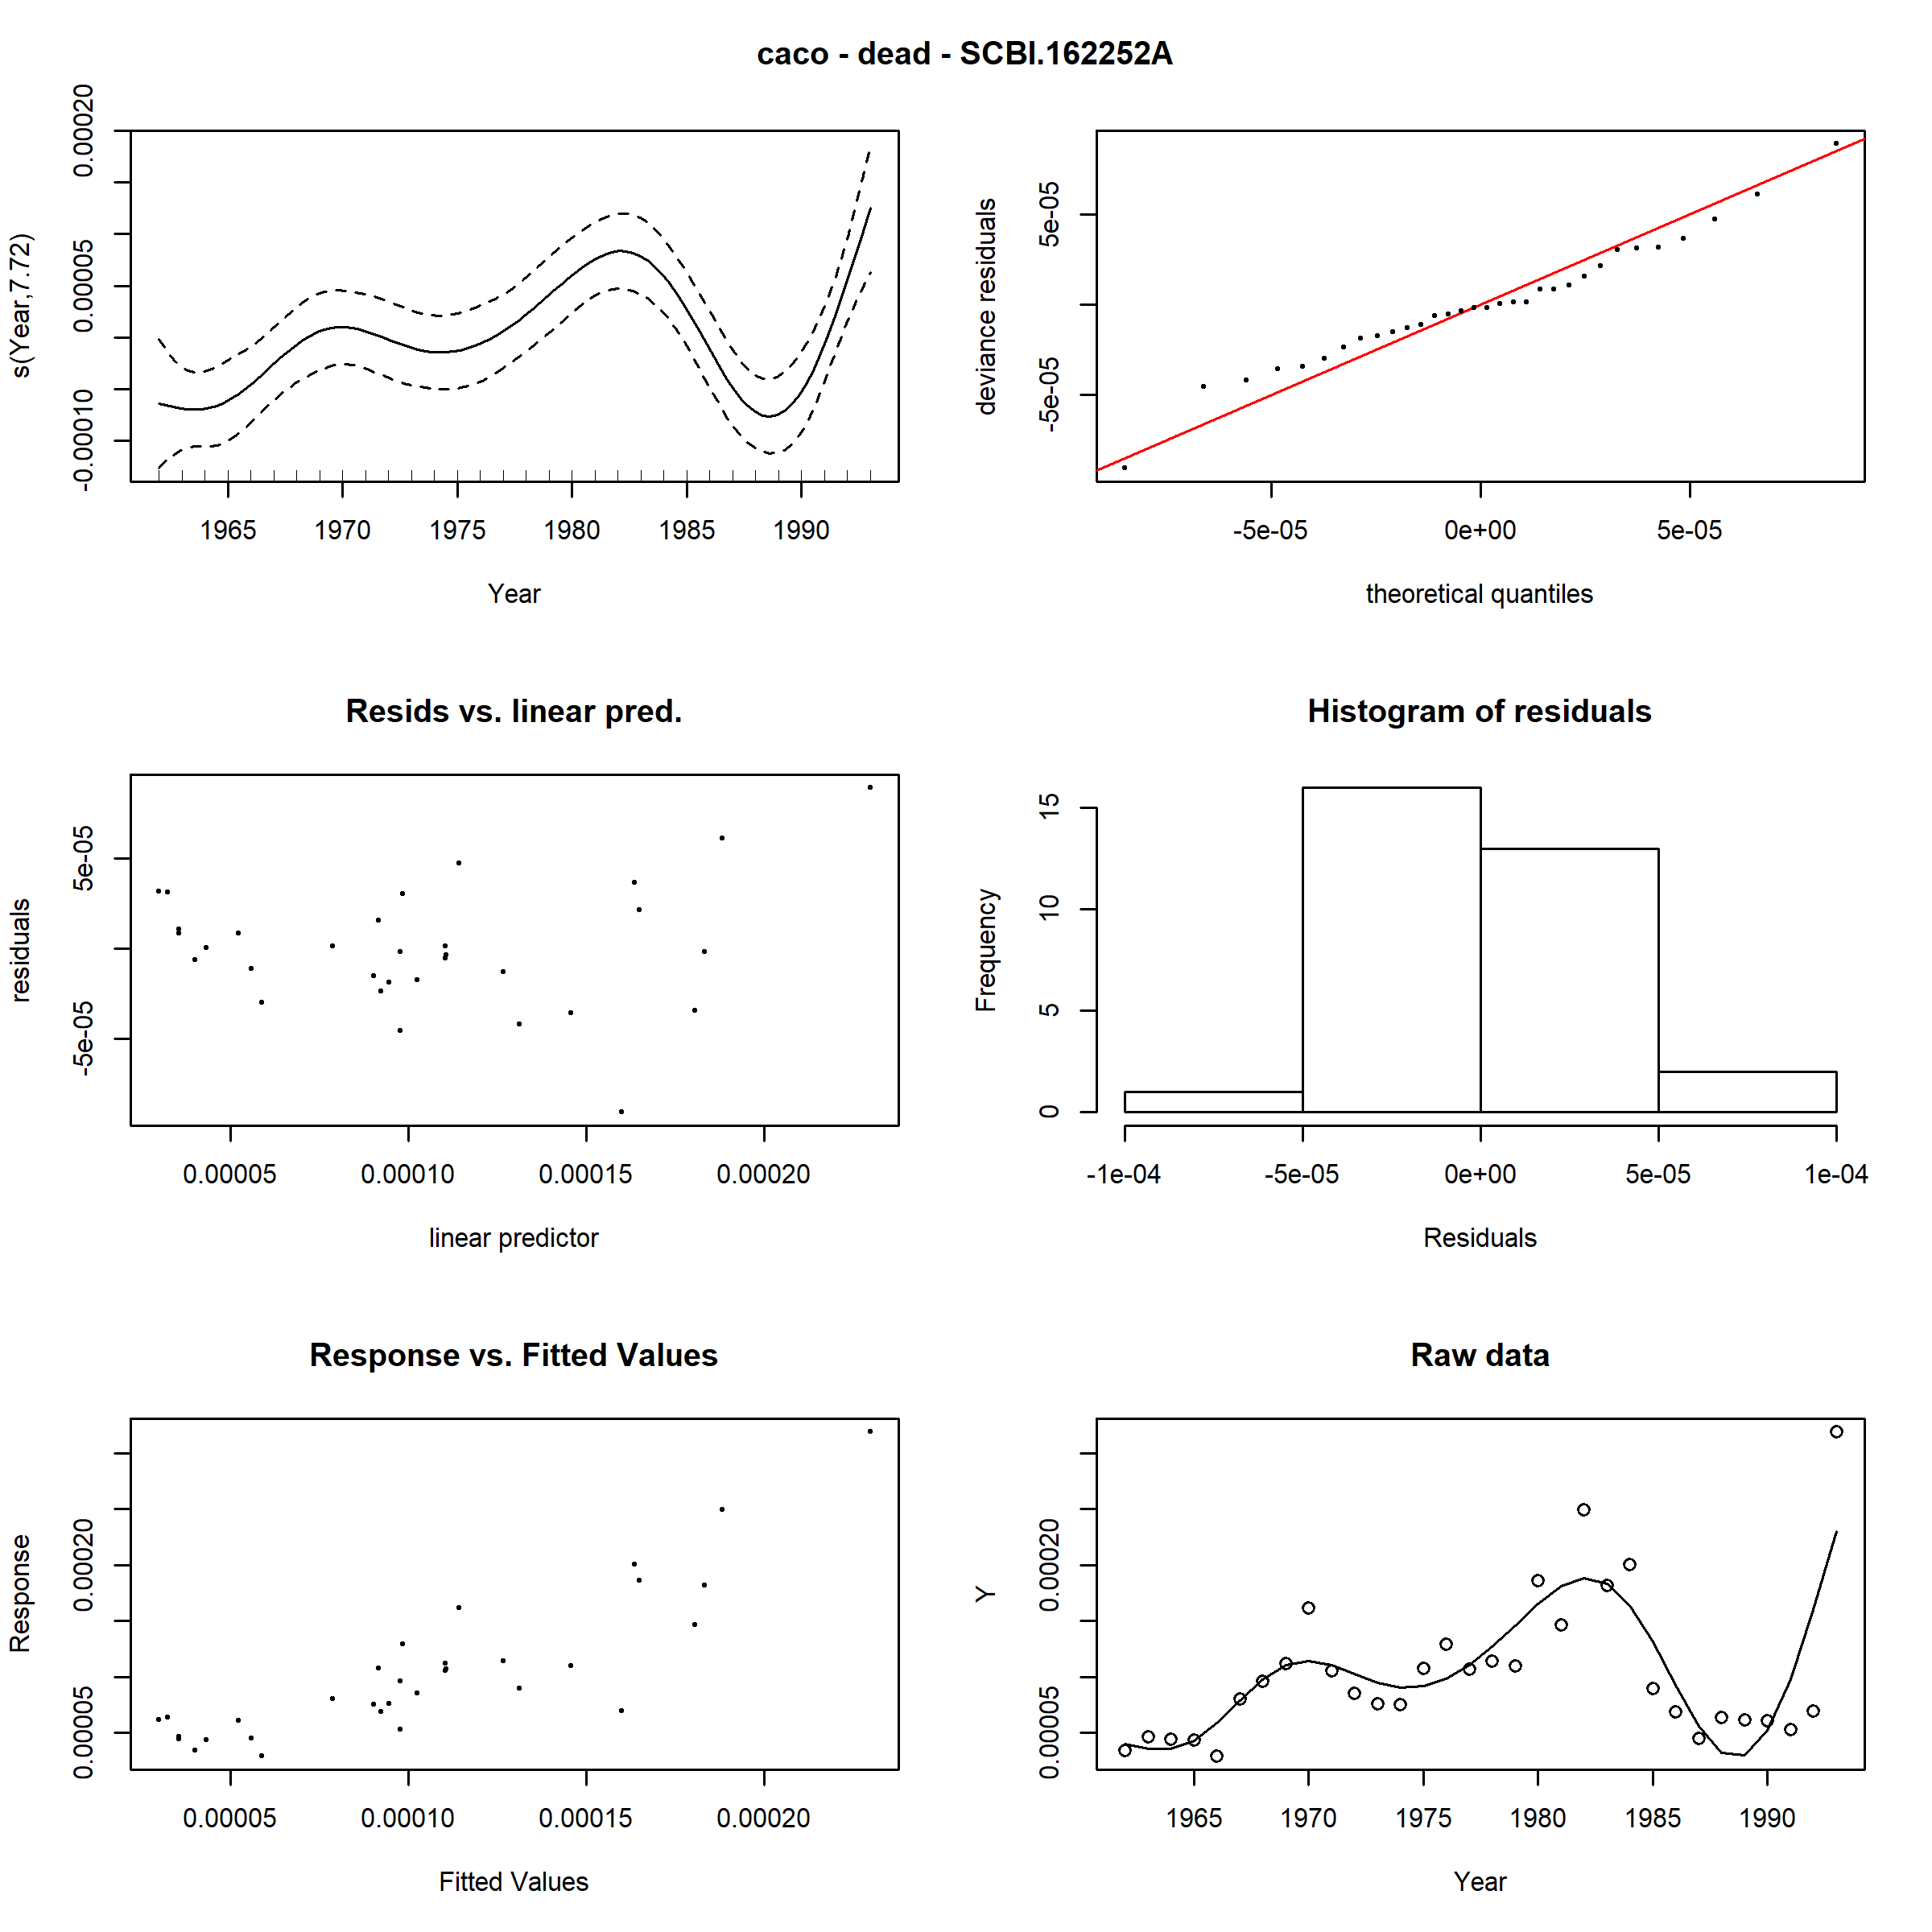 caco - dead - SCBI.162252A
s(Year,7.72)
-0.00010 0.00005 0.00020
1965 1970 1975 1980 1985 1990
Year
deviance residuals
-5e-05 5e-05
-5e-05 0e+00 5e-05
theoretical quantiles
Resids vs. linear pred.
residuals
-5e-05 5e-05
0.00005 0.00010 0.00015 0.00020
linear predictor
Histogram of residuals
Frequency
0 5 10 15
-1e-04 -5e-05 0e+00 5e-05 1e-04
Residuals
Response vs. Fitted Values
Response
0.00005 0.00020
0.00005 0.00010 0.00015 0.00020
Fitted Values
Raw data
Y
0.00005 0.00020
1965 1970 1975 1980 1985 1990
Year